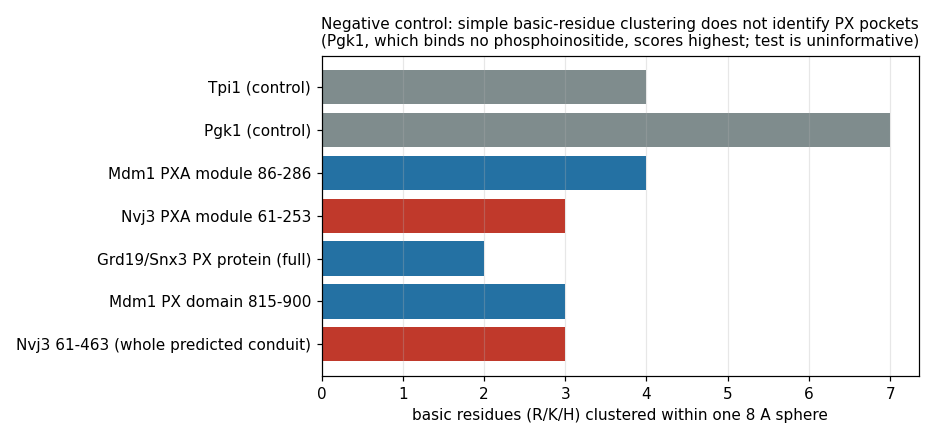 Negative control: simple basic-residue clustering does not identify PX pockets
(Pgk1, which binds no phosphoinositide, scores highest; test is uninformative)
Tpi1 (control)
Pgk1 (control)
Mdm1 PXA module 86-286
Nvj3 PXA module 61-253
Grd19/Snx3 PX protein (full)
Mdm1 PX domain 815-900
Nvj3 61-463 (whole predicted conduit)
0 1 2 3 4 5 6 7
basic residues (R/K/H) clustered within one 8 A sphere